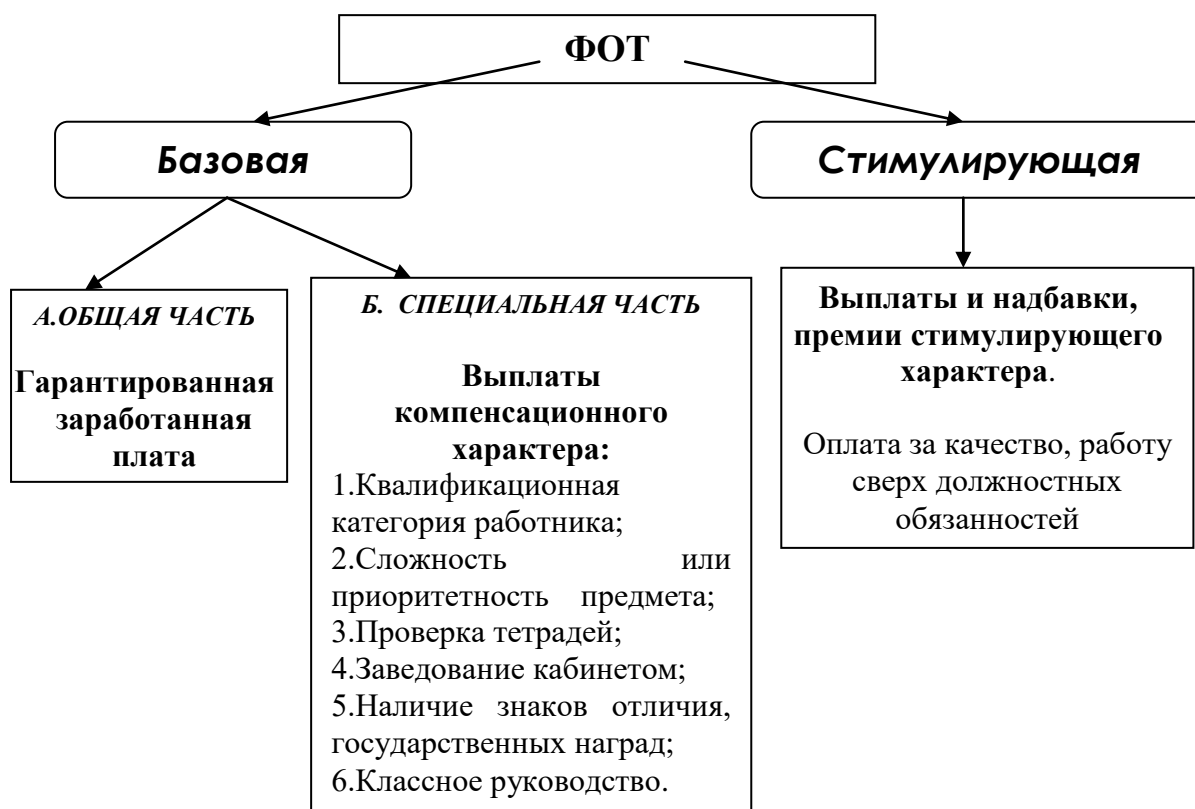 ФОТ
Базовая
Стимулирующая
А.ОБЩАЯ ЧАСТЬ
Гарантированная
заработанная
плата
Б. СПЕЦИАЛЬНАЯ ЧАСТЬ
Выплаты
компенсационного
характера:
1.Квалификационная
категория работника;
2.Сложность или
приоритетность предмета;
3.Проверка тетрадей;
4.Заведование кабинетом;
5.Наличие знаков отличия,
государственных наград;
6.Классное руководство.
Выплаты и надбавки,
премии стимулирующего
характера.
Оплата за качество, работу
сверх должностных
обязанностей